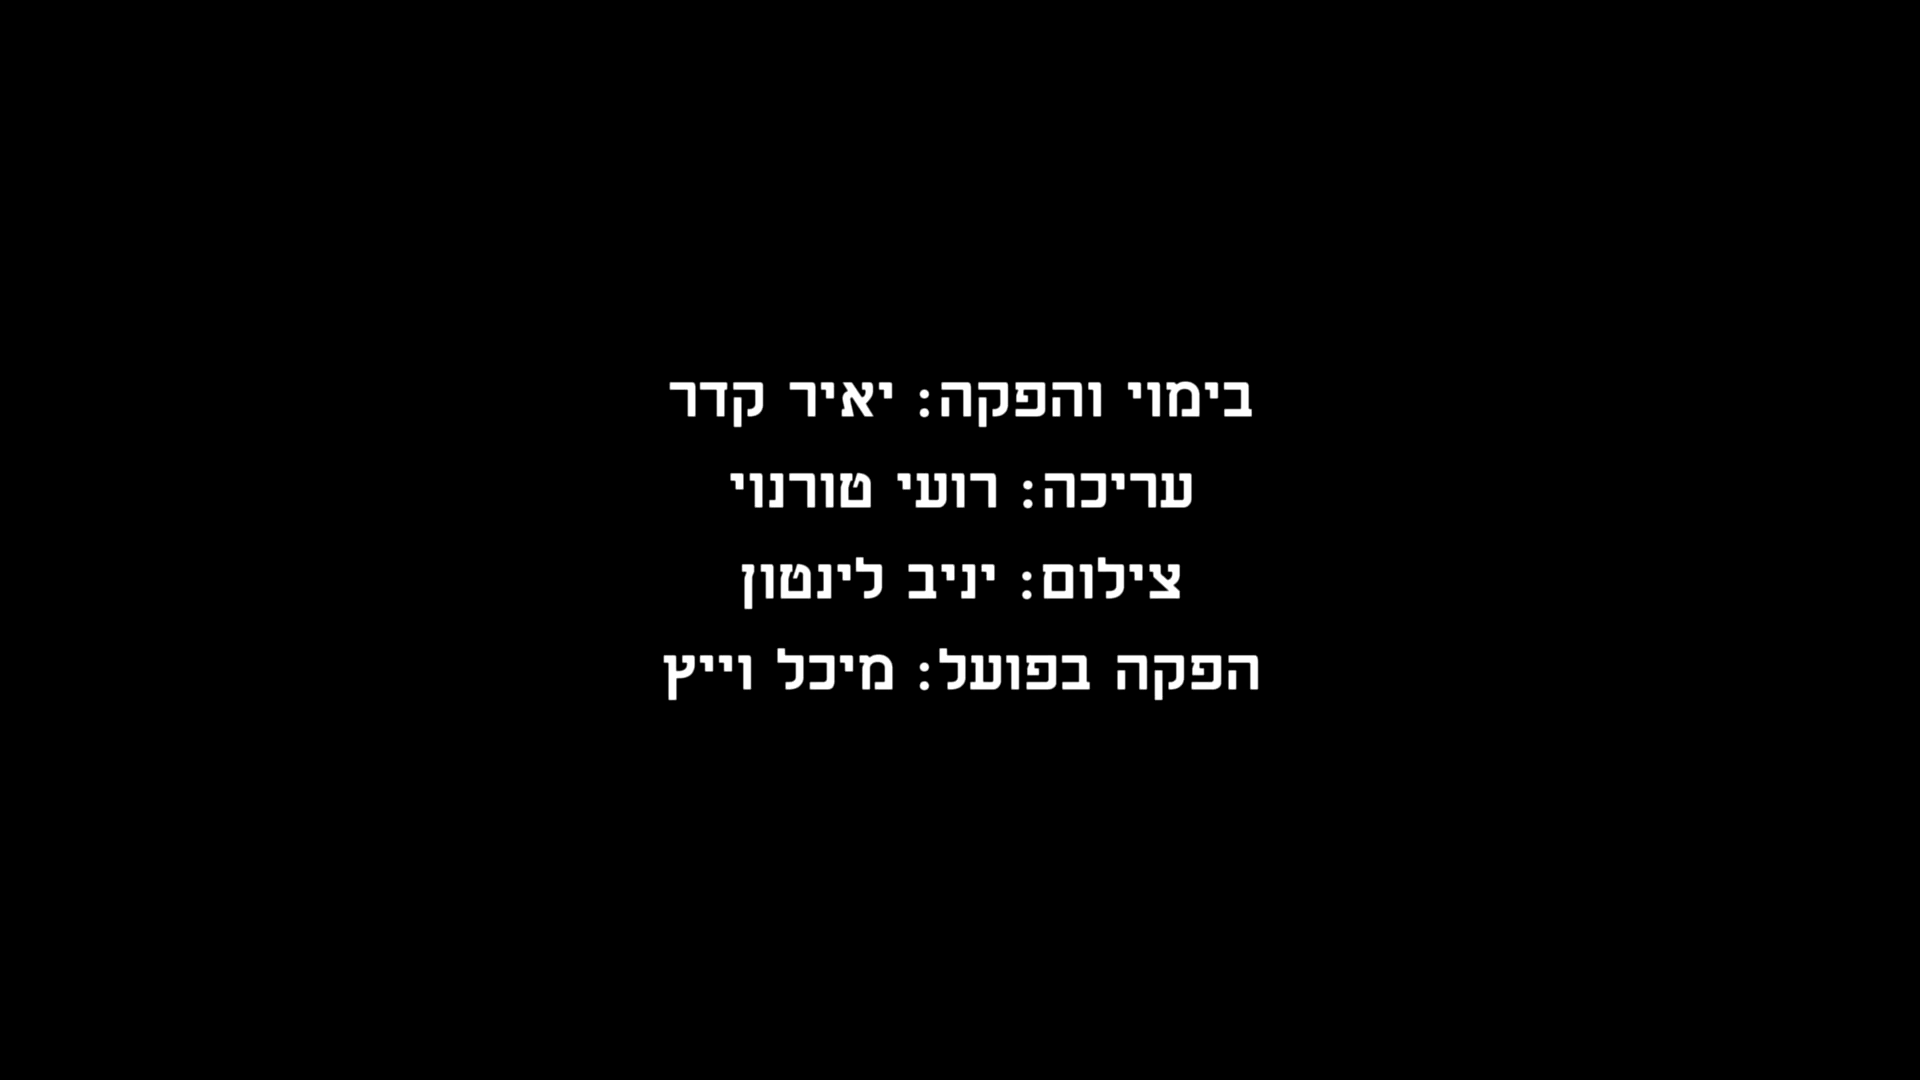 בימוי והפקה: יאיר קדר
עריכה: רועי טורנוי
צילום: יניב לינטון
הפקה בפועל: מיכל וייץ